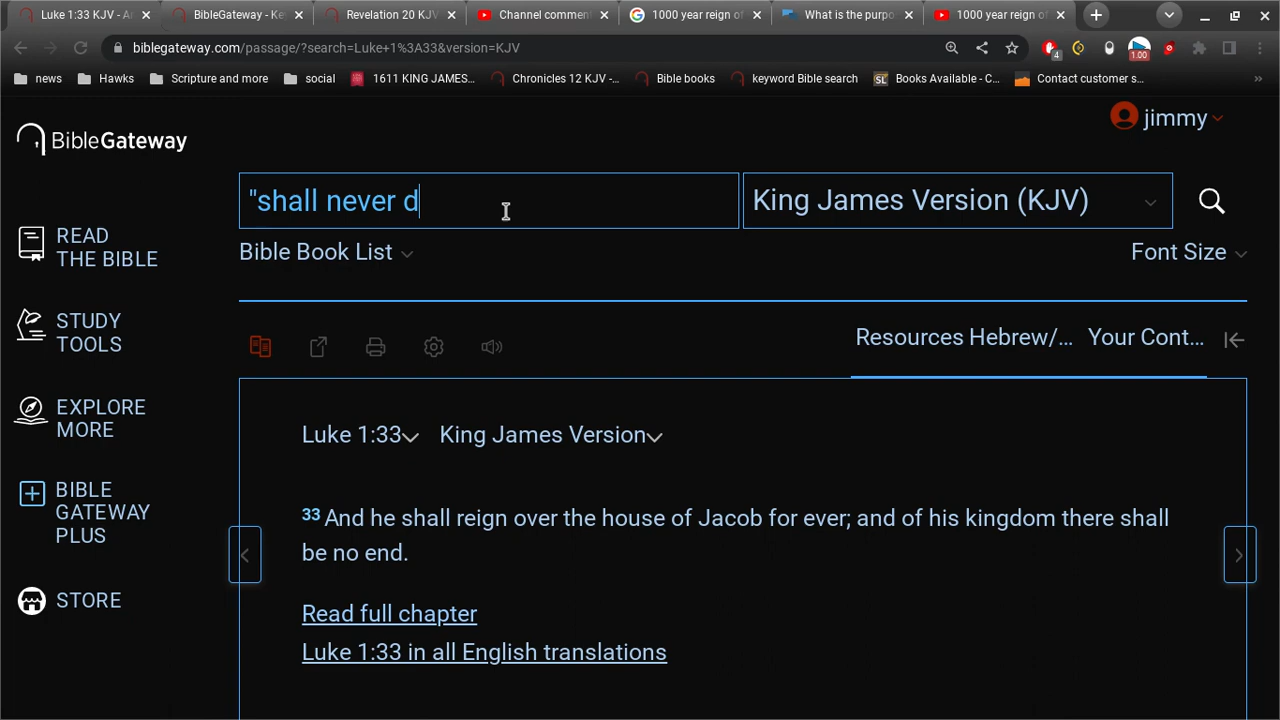 Luke 1:33 KJV - A
BibleGateway - Ke
Revelation 20 KJV
Channel commen
1000 year reign of
What is the purpo
1000 year reign of
biblegateway.com/passage/?search=Luke+1%3A33&version=KJV
4
1.00
news
Hawks
Scripture and more
social
1611 KING JAMES...
Chronicles 12 KJV -...
Bible books
keyword Bible search
SL
Books Available - C...
Contact customer s...
»
BibleGateway
jimmy
"shall never d
King James Version (KJV)
READ
THE BIBLE
Bible Book List
Font Size
STUDY
TOOLS
Resources Hebrew/...
Your Cont...
EXPLORE
MORE
Luke 1:33
King James Version
BIBLE
GATEWAY
PLUS
33 And he shall reign over the house of Jacob for ever; and of his kingdom there shall
be no end.
STORE
Read full chapter
Luke 1:33 in all English translations